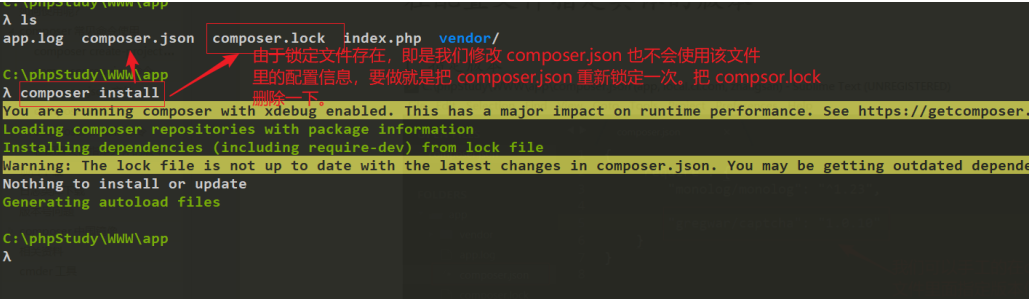 C:\phpStudy\WWW\app
λ ls
app.log composer.json composer.lock index.php vendor/
由于锁定文件存在，即是我们修改 composer.json 也不会使用该文件
里的配置信息，要做就是把 composer.json 重新锁定一次。把 compsor.lock
删除一下。
C:\phpStudy\WWW\app
λ composer install
You are running composer with xdebug enabled. This has a major impact on runtime performance. See https://getcomposer.
Loading composer repositories with package information
Installing dependencies (including require-dev) from lock file
Warning: The lock file is not up to date with the latest changes in composer.json. You may be getting outdated depende
Nothing to install or update
Generating autoload files
C:\phpStudy\WWW\app
λ